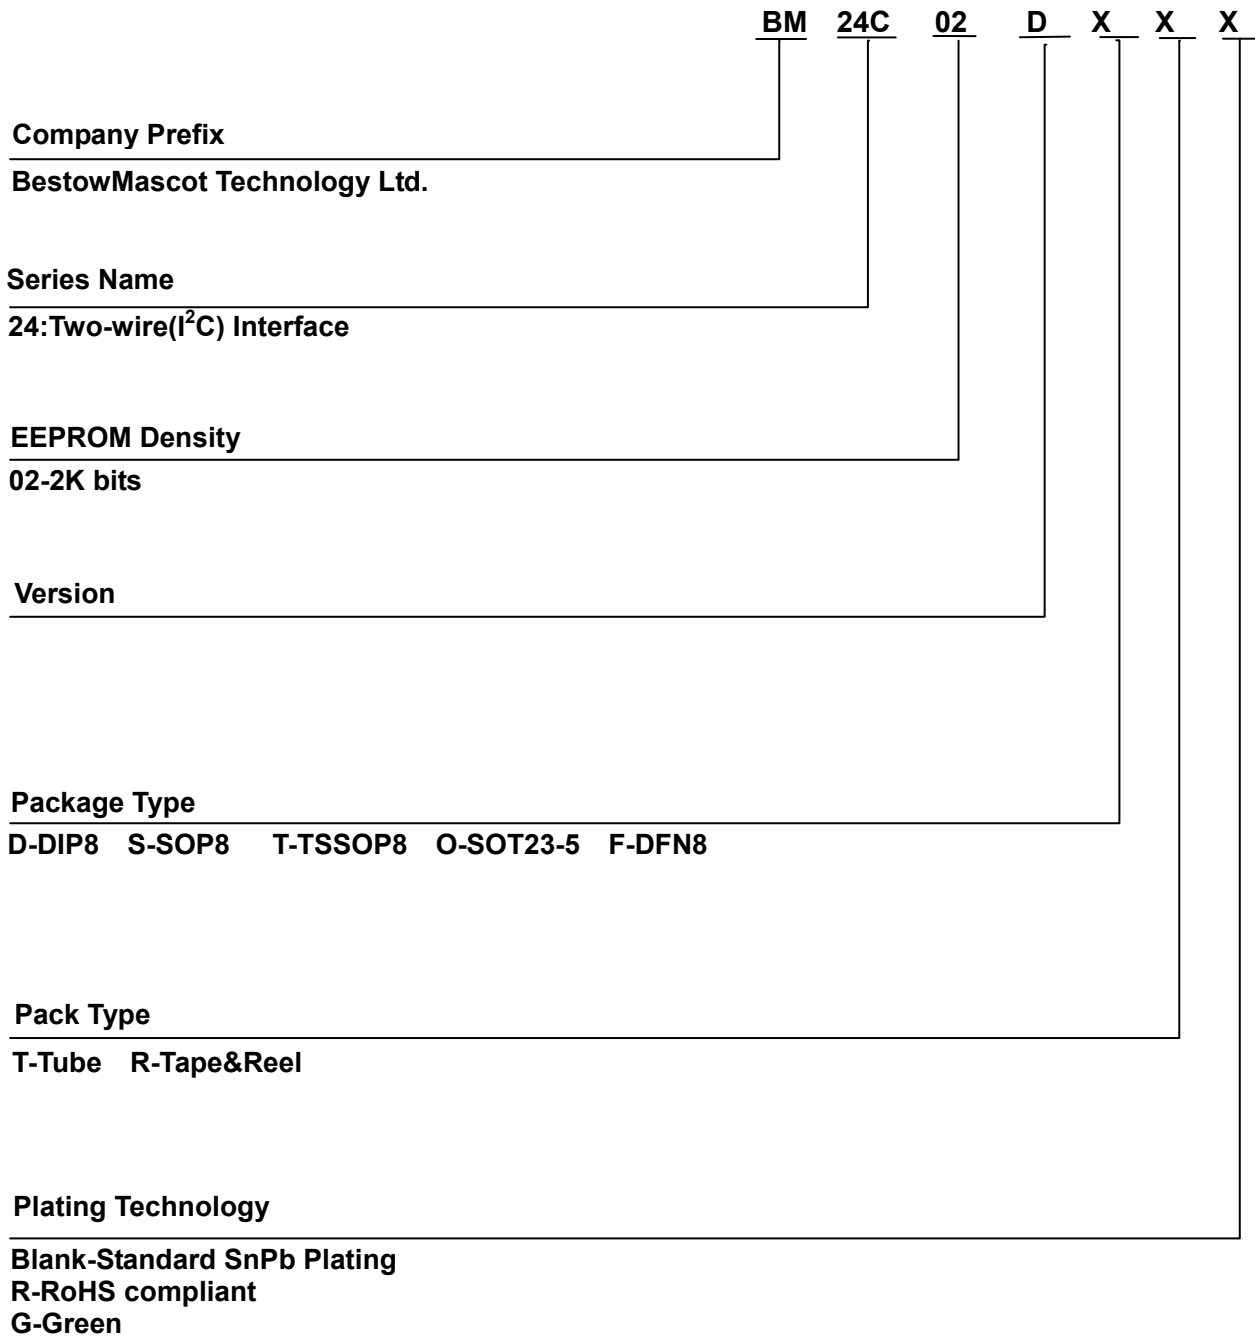 BM 24C 02 D X X X
Company Prefix
BestowMascot Technology Ltd.
Series Name
24:Two-wire(I²C) Interface
EEPROM Density
02-2K bits
Version
Package Type
D-DIP8 S-SOP8 T-TSSOP8 O-SOT23-5 F-DFN8
Pack Type
T-Tube R-Tape&Reel
Plating Technology
Blank-Standard SnPb Plating
R-RoHS compliant
G-Green